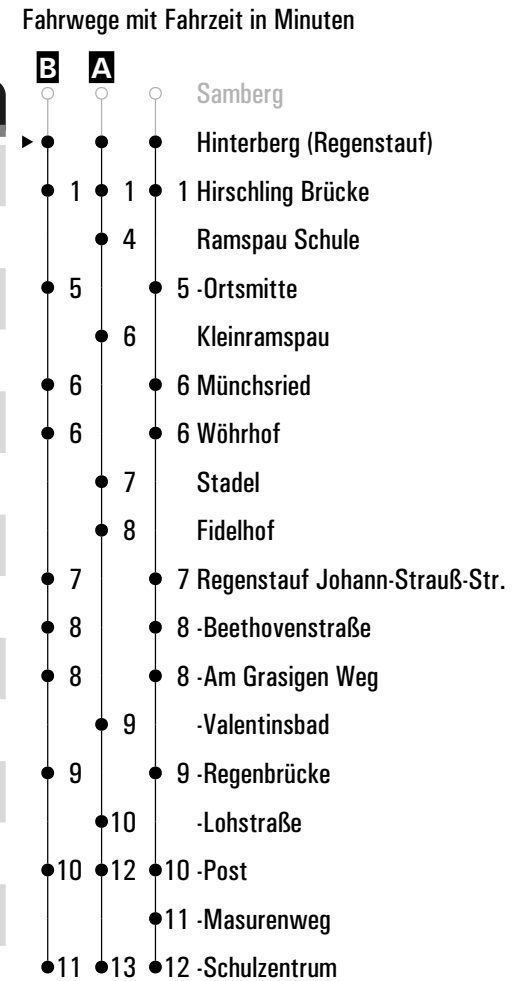 Fahrwege mit Fahrzeit in Minuten
B A
Samberg
Hinterberg (Regenstauf)
1 1 1 Hirschling Brücke
4 Ramspau Schule
5 5 -Ortsmitte
6 Kleinramspau
6 6 Münchsried
6 6 Wöhrhof
7 Stadel
8 Fidelhof
7 7 Regenstauf Johann-Strauß-Str.
8 8 -Beethovenstraße
8 8 -Am Grasigen Weg
9 -Valentinsbad
9 9 -Regenbrücke
10 -Lohstraße
10 12 10 -Post
11 -Masurenweg
11 13 12 -Schulzentrum